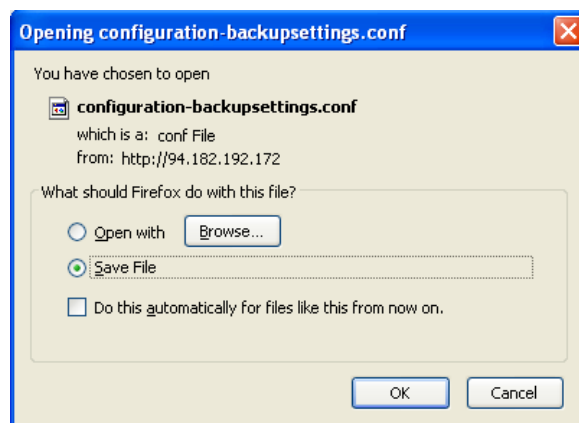 Opening configuration-backupsettings.conf
You have chosen to open
configuration-backupsettings.conf
which is a: conf File
from: http://94.182.192.172
What should Firefox do with this file?
Open with Browse...
Save File
Do this automatically for files like this from now on.
OK Cancel